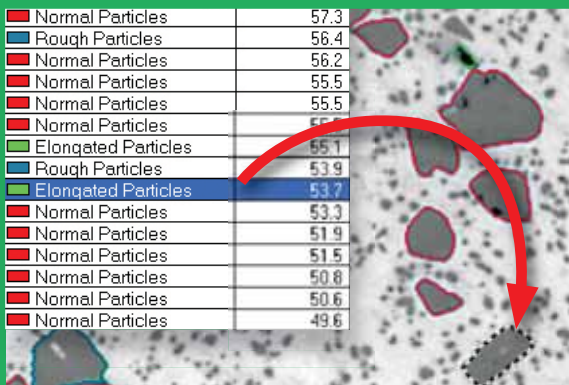 Normal Particles 57.3
Rough Particles 56.4
Normal Particles 56.2
Normal Particles 55.5
Normal Particles 55.5
Normal Particles
Elongated Particles 55.1
Rough Particles 53.9
Elongated Particles 53.7
Normal Particles 53.3
Normal Particles 51.9
Normal Particles 51.5
Normal Particles 50.8
Normal Particles 50.6
Normal Particles 49.6